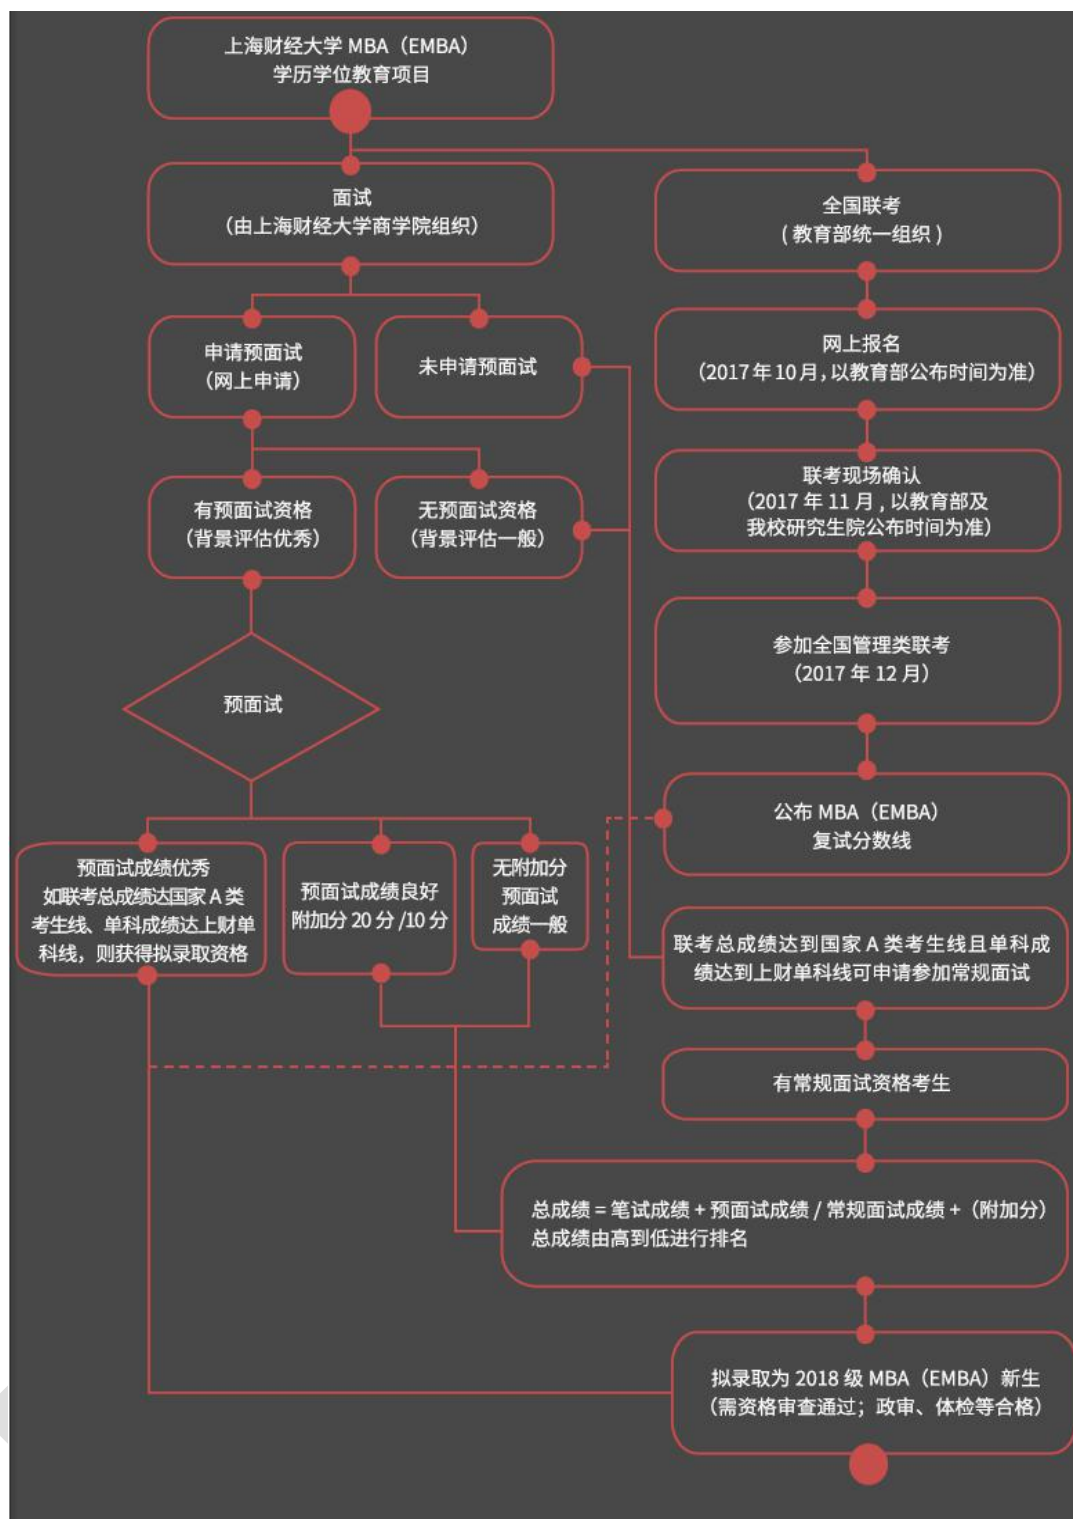 上海财经大学 MBA（EMBA）
学历学位教育项目
面试
（由上海财经大学商学院组织）
全国联考
( 教育部统一组织 )
申请预面试
（网上申请）
未申请预面试
网上报名
（2017 年 10 月，以教育部公布时间为准）
联考现场确认
（2017 年 11 月 , 以教育部及
我校研究生院公布时间为准）
有预面试资格
（背景评估优秀）
无预面试资格
（背景评估一般）
参加全国管理类联考
（2017 年 12 月）
预面试
公布 MBA（EMBA）
复试分数线
预面试成绩优秀
如联考总成绩达国家 A 类
考生线、单科成绩达上财单
科线，则获得拟录取资格
预面试成绩良好
附加分 20 分 /10 分
无附加分
预面试
成绩一般
联考总成绩达到国家 A 类考生线且单科成
绩达到上财单科线可申请参加常规面试
有常规面试资格考生
总成绩 = 笔试成绩 + 预面试成绩 / 常规面试成绩 +（附加分）
总成绩由高到低进行排名
拟录取为 2018 级 MBA（EMBA）新生
（需资格审查通过；政审、体检等合格）